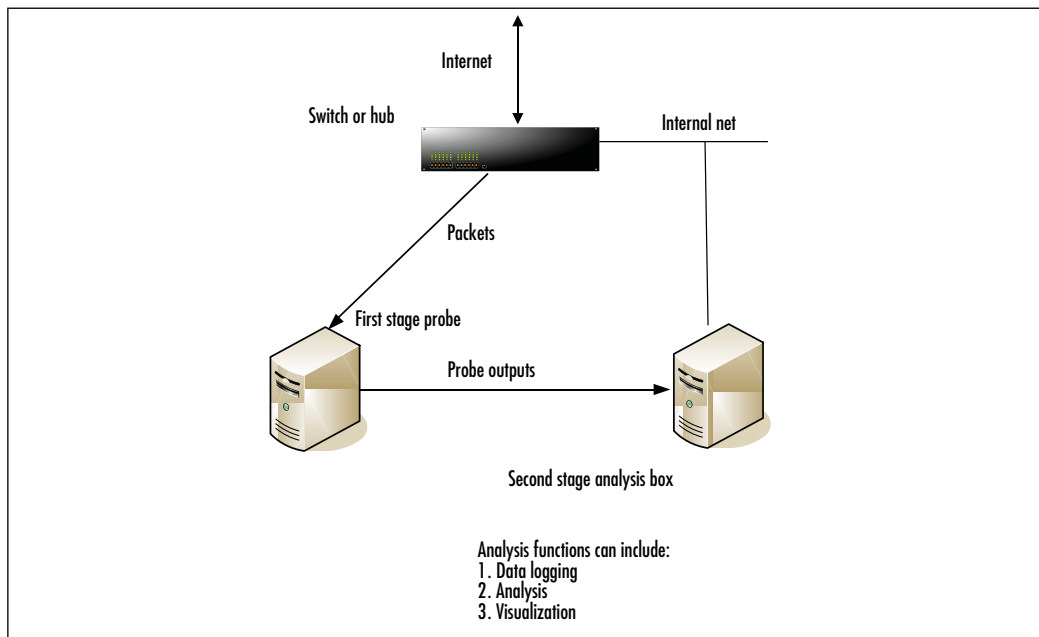 Internet
Switch or hub
Internal net
Packets
First stage probe
Probe outputs
Second stage analysis box
Analysis functions can include:
1. Data logging
2. Analysis
3. Visualization